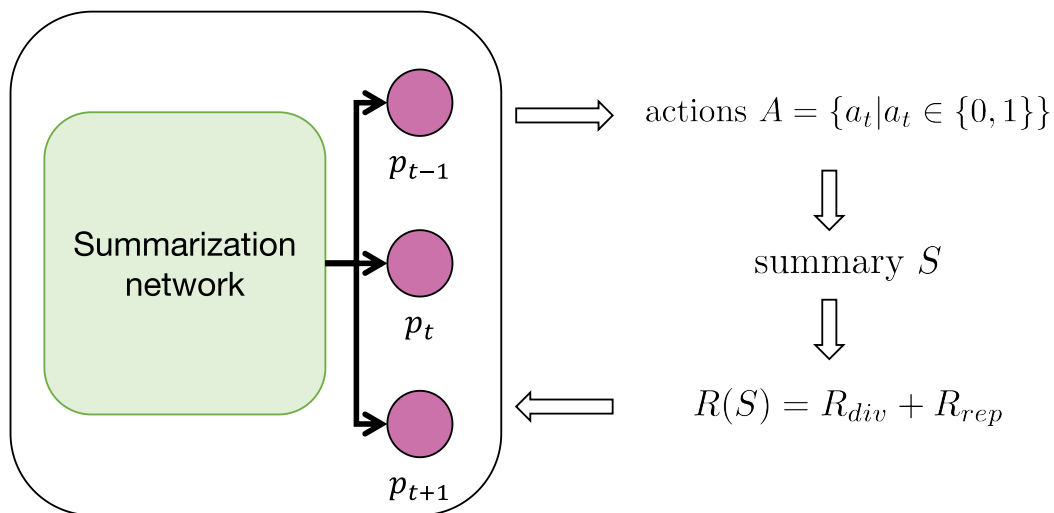 Summarization
network
p_{t−1}
p_t
p_{t+1}
actions A = {a_t|a_t ∈ {0, 1}}
summary S
R(S) = R_{div} + R_{rep}